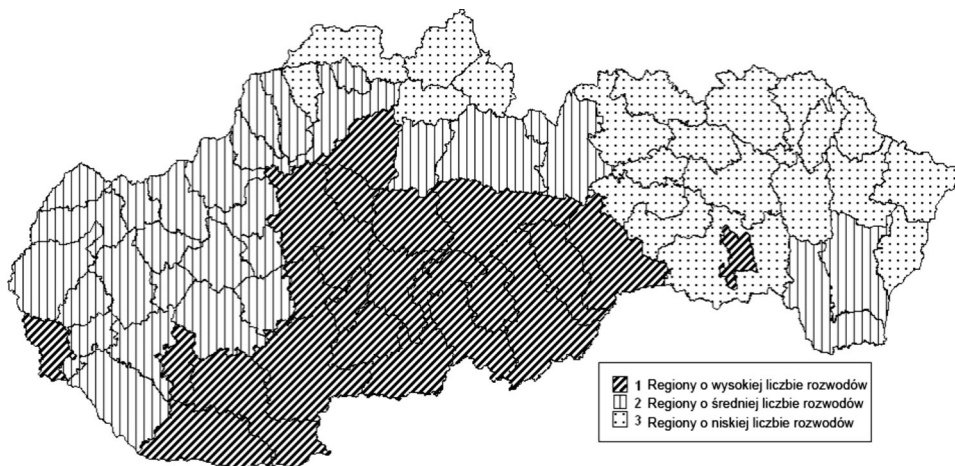 1 Regiony o wysokiej liczbie rozwodów
2 Regiony o średniej liczbie rozwodów
3 Regiony o niskiej liczbie rozwodów